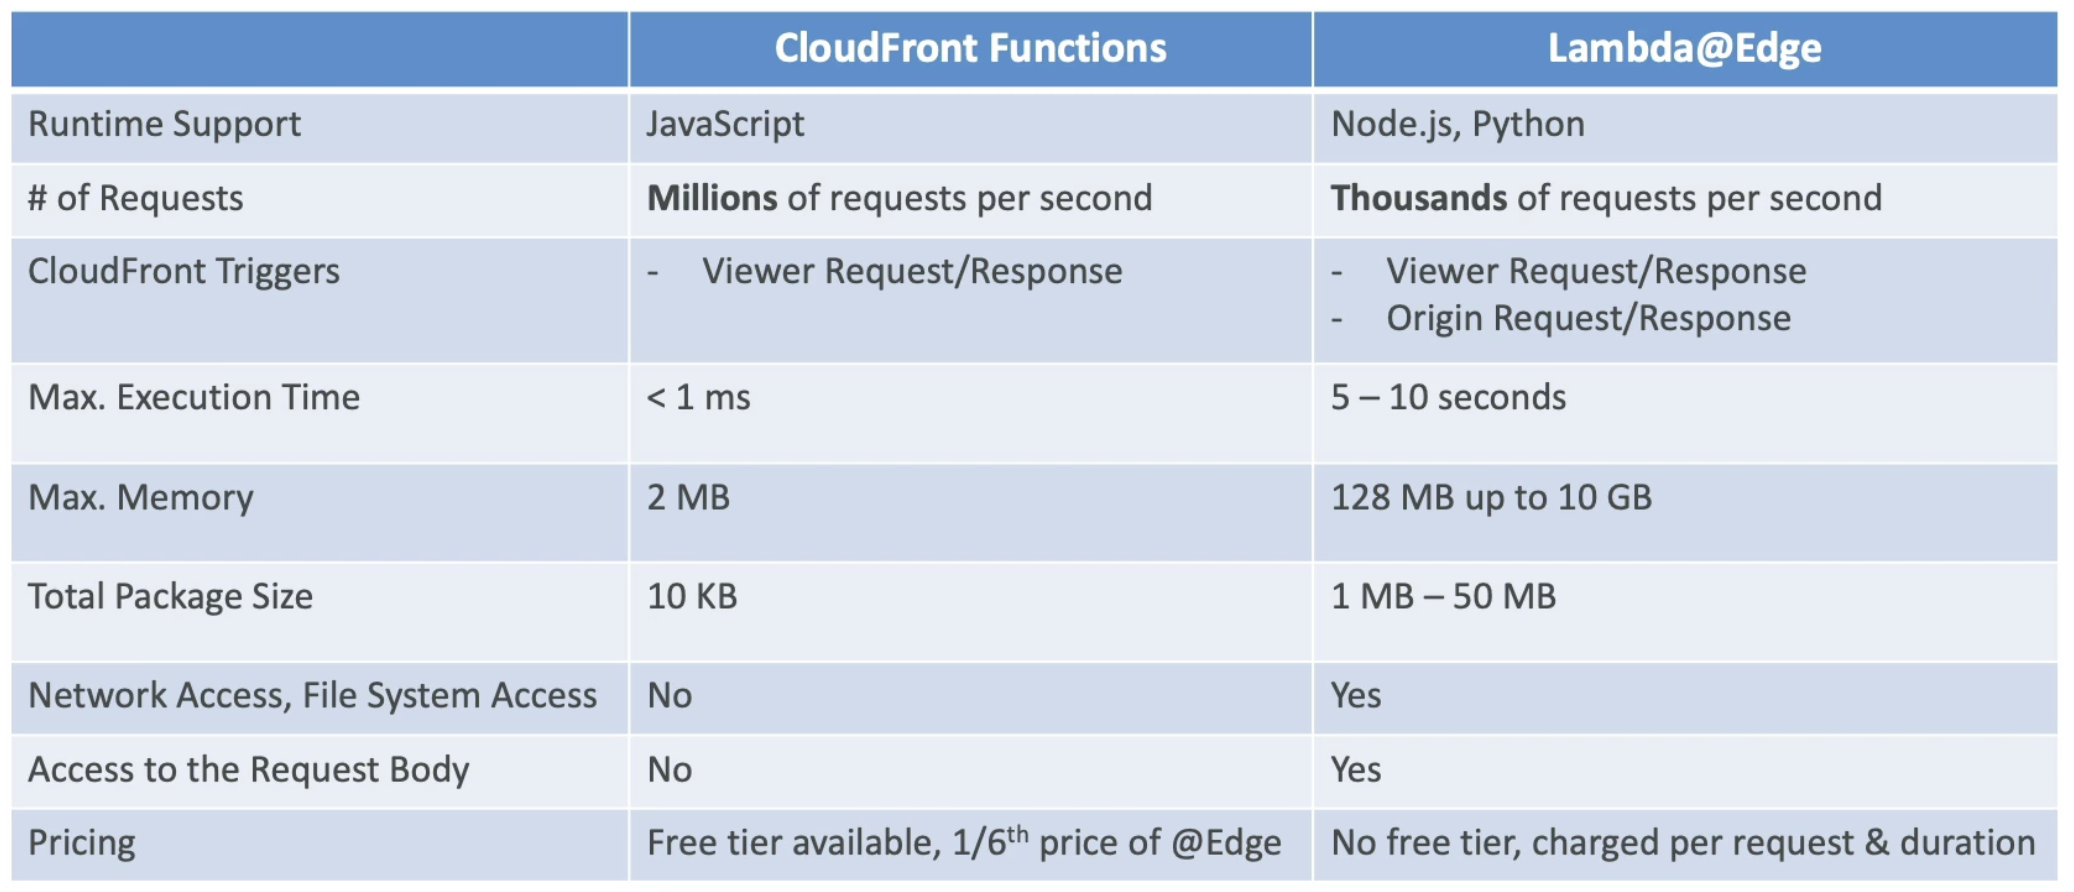 CloudFront Functions Lambda@Edge
Runtime Support JavaScript Node.js, Python
# of Requests Millions of requests per second Thousands of requests per second
CloudFront Triggers - Viewer Request/Response - Viewer Request/Response
- Origin Request/Response
Max. Execution Time < 1 ms 5 – 10 seconds
Max. Memory 2 MB 128 MB up to 10 GB
Total Package Size 10 KB 1 MB – 50 MB
Network Access, File System Access No Yes
Access to the Request Body No Yes
Pricing Free tier available, 1/6th price of @Edge No free tier, charged per request & duration